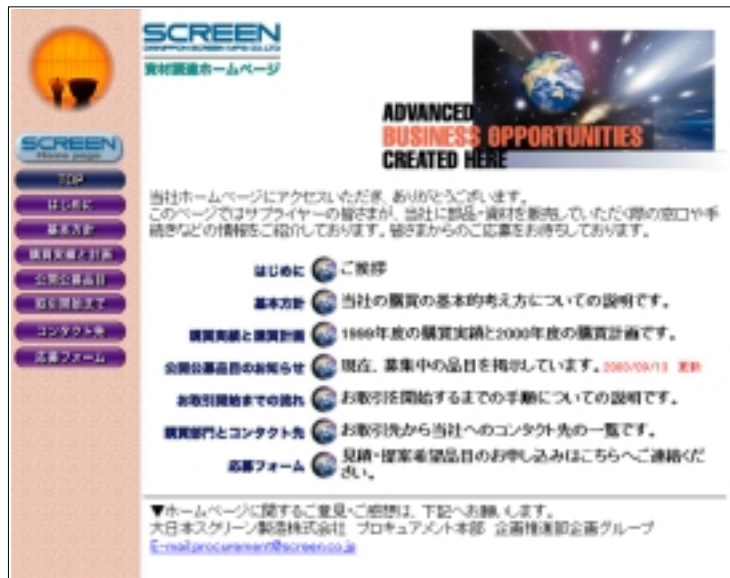 SCREEN
DAINIPPON SCREEN MFG.CO.,LTD
資材調達ホームページ
ADVANCED
BUSINESS OPPORTUNITIES
CREATED HERE
SCREEN
Home page
TOP
はじめに
基本方針
購買実績と計画
公開公募品目
取引開始まで
コンタクト先
応募フォーム
当社ホームページにアクセスいただき、ありがとうございます。
このページではサプライヤーの皆さまが、当社に部品・資材を販売していただく際の窓口や手
続きなどの情報をご紹介しております。皆さまからのご応募をお待ちしております。
はじめに ご挨拶
基本方針 当社の購買の基本的考え方についての説明です。
購買実績と購買計画 1999年度の購買実績と2000年度の購買計画です。
公開公募品目のお知らせ 現在、募集中の品目を掲示しています。2000/09/13 更新
お取引開始までの流れ お取引を開始するまでの手順についての説明です。
購買部門とコンタクト先 お取引先から当社へのコンタクト先の一覧です。
応募フォーム 見積・提案希望品目のお申し込みはこちらへご連絡くだ
さい。
▼ホームページに関するご意見・ご感想は、下記へお願いします。
大日本スクリーン製造株式会社 プロキュアメント本部 企画推進部企画グループ
E-mail:procurement@screen.co.jp